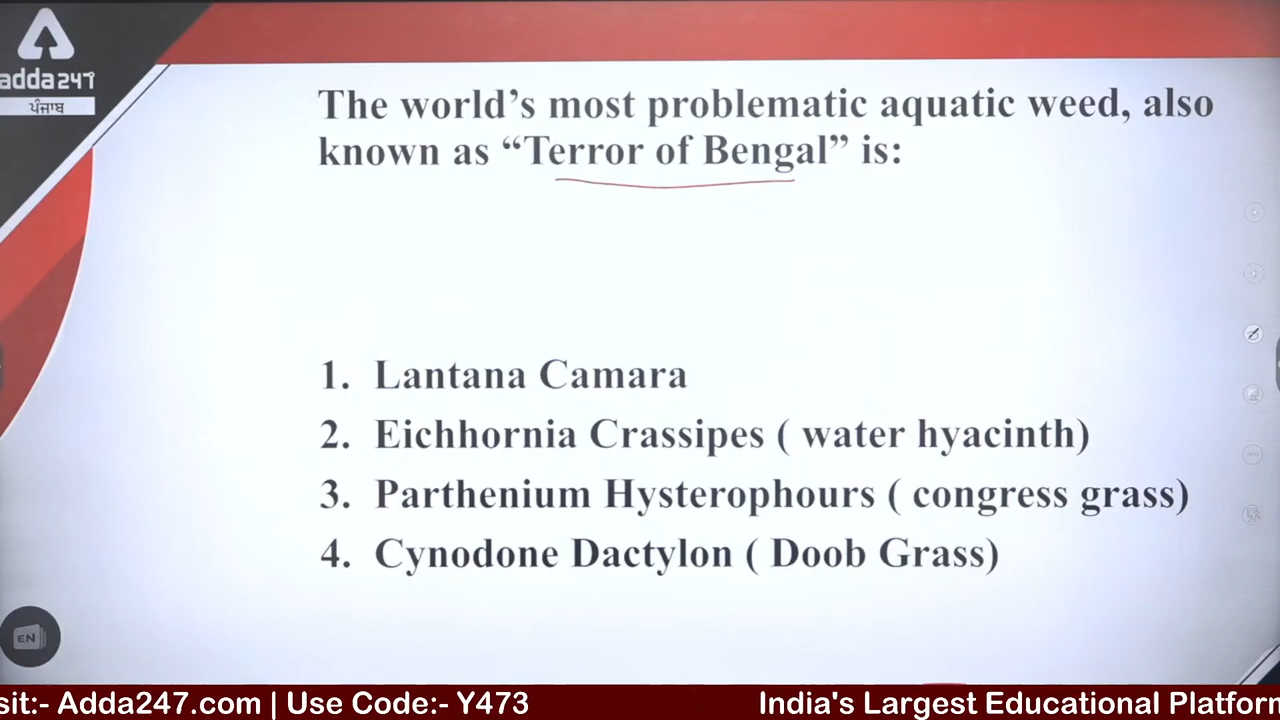 adda247
ਪੰਜਾਬ
The world's most problematic aquatic weed, also
known as “Terror of Bengal” is:
1. Lantana Camara
2. Eichhornia Crassipes ( water hyacinth)
3. Parthenium Hysterophours ( congress grass)
4. Cynodone Dactylon ( Doob Grass)
EN
sit:- Adda247.com | Use Code:- Y473 India's Largest Educational Platform